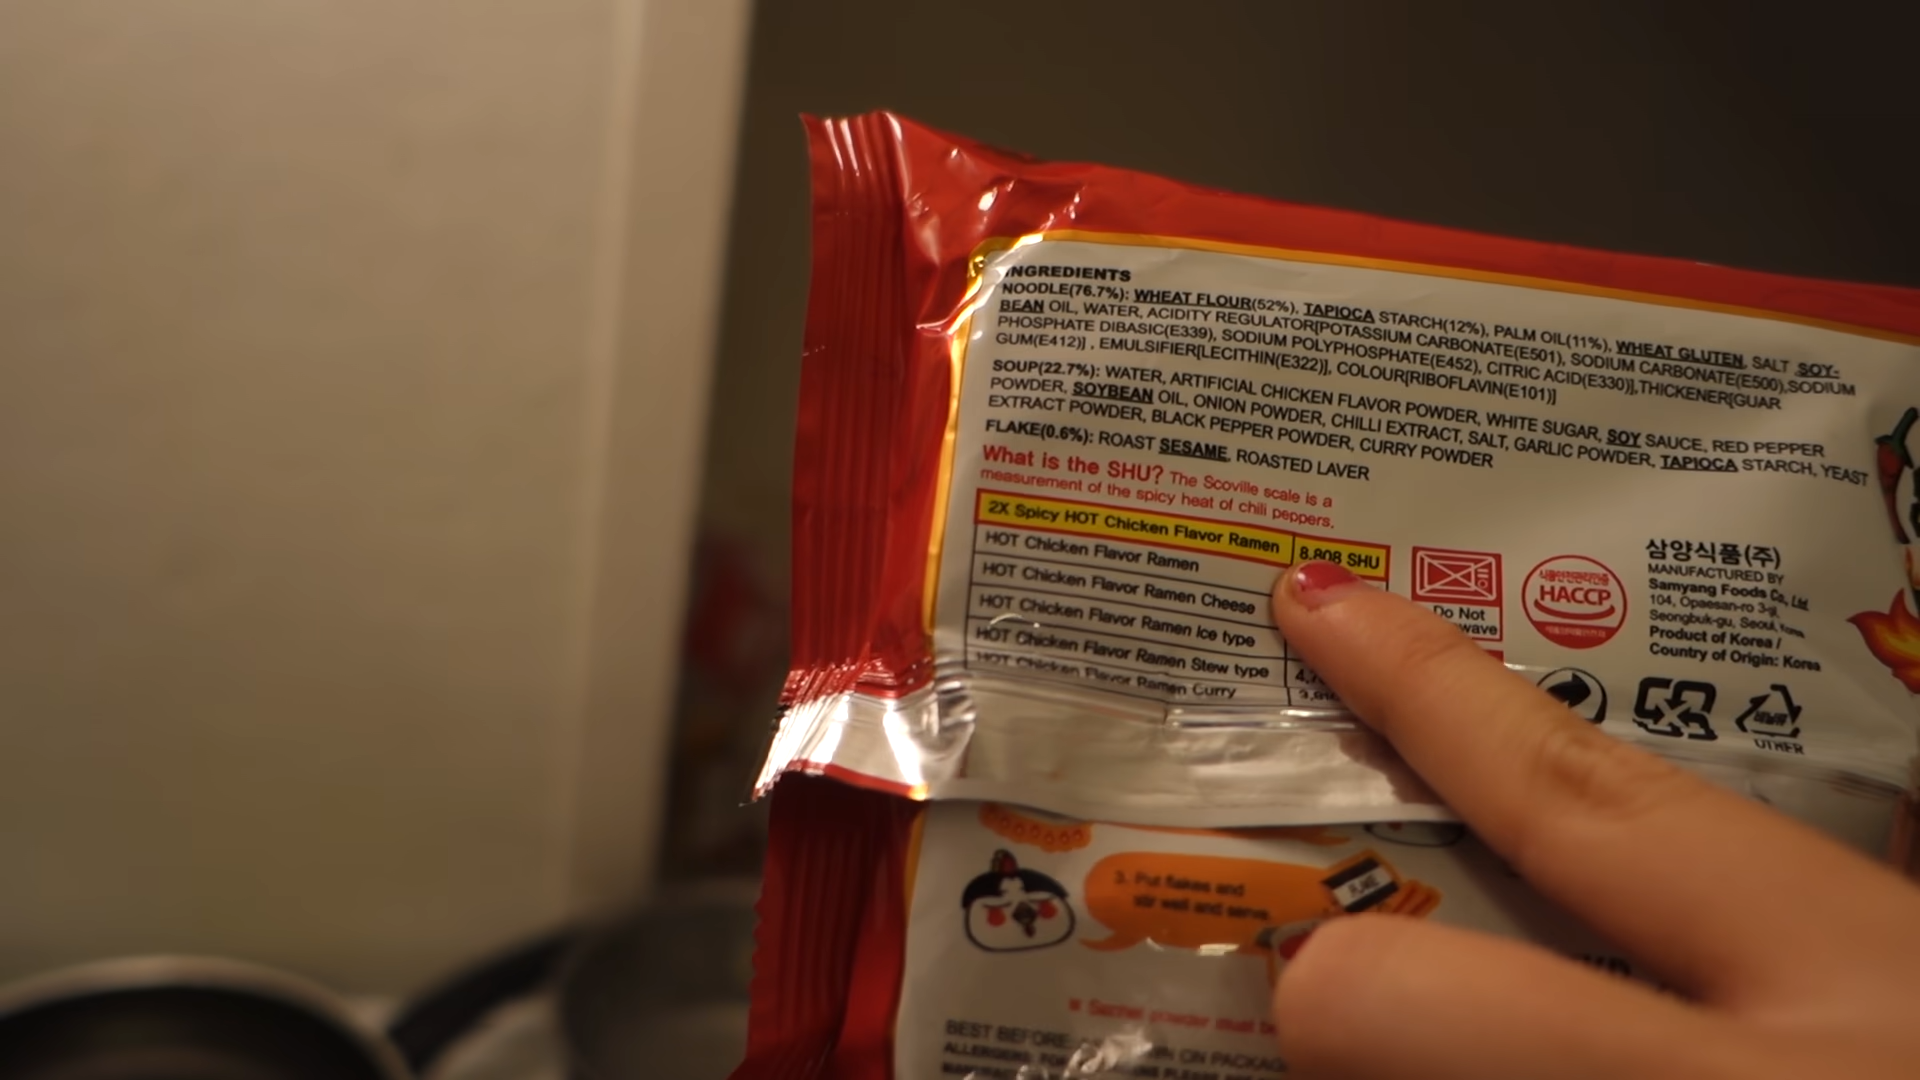 INGREDIENTS
NOODLE(76.7%): WHEAT FLOUR(52%), TAPIOCA STARCH(12%), PALM OIL(11%), WHEAT GLUTEN, SALT, SOY-
BEAN OIL, WATER, ACIDITY REGULATOR[POTASSIUM CARBONATE(E501), SODIUM CARBONATE(E500),SODIUM
PHOSPHATE DIBASIC(E339), SODIUM POLYPHOSPHATE(E452), CITRIC ACID(E330)],THICKENER[GUAR
GUM(E412)] , EMULSIFIER[LECITHIN(E322)], COLOUR[RIBOFLAVIN(E101)]
SOUP(22.7%): WATER, ARTIFICIAL CHICKEN FLAVOR POWDER, WHITE SUGAR, SOY SAUCE, RED PEPPER
POWDER, SOYBEAN OIL, ONION POWDER, CHILLI EXTRACT, SALT, GARLIC POWDER, TAPIOCA STARCH, YEAST
EXTRACT POWDER, BLACK PEPPER POWDER, CURRY POWDER
FLAKE(0.6%): ROAST SESAME, ROASTED LAVER
What is the SHU? The Scoville scale is a
measurement of the spicy heat of chili peppers.
2X Spicy HOT Chicken Flavor Ramen 8,808 SHU
HOT Chicken Flavor Ramen
HOT Chicken Flavor Ramen Cheese
HOT Chicken Flavor Ramen Ice type
HOT Chicken Flavor Ramen Stew type 4,7
HOT Chicken Flavor Ramen Curry
Do Not
wave
HACCP
삼양식품(주)
MANUFACTURED BY
Samyang Foods Co., Ltd.
104, Opaesan-ro 3-gil,
Seongbuk-gu, Seoul, Korea
Product of Korea /
Country of Origin: Korea
OTHER
3. Put flakes and
stir well and serve.
FLAKE
BEST BEFORE: ON PACKAG